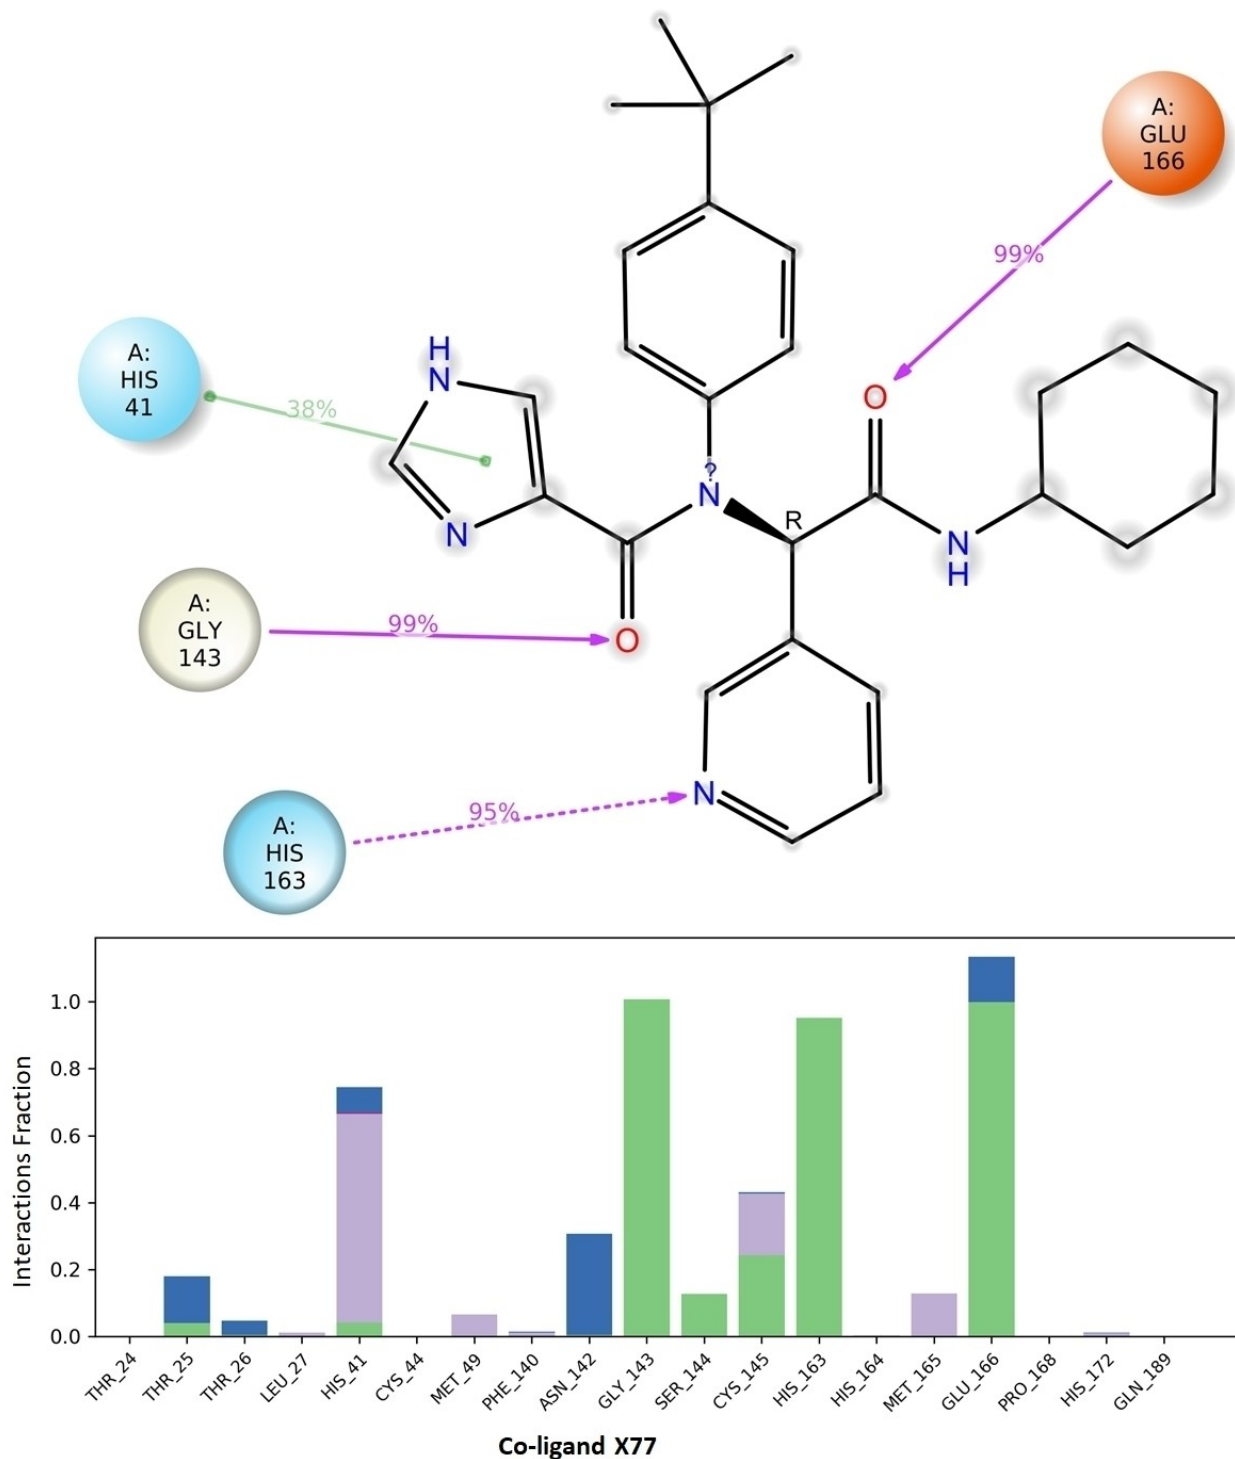 A:
GLU
166
99%
H
N
A:
HIS
41
38%
O
?
N
R
N
N
H
A:
GLY
143
99%
O
N
95%
A:
HIS
163
Interactions Fraction
1.0
0.8
0.6
0.4
0.2
0.0
THR_24
THR_25
THR_26
LEU_27
HIS_41
CYS_44
MET_49
PHE_140
ASN_142
GLY_143
SER_144
CYS_145
HIS_163
HIS_164
MET_165
GLU_166
PRO_168
HIS_172
GLN_189
Co-ligand X77